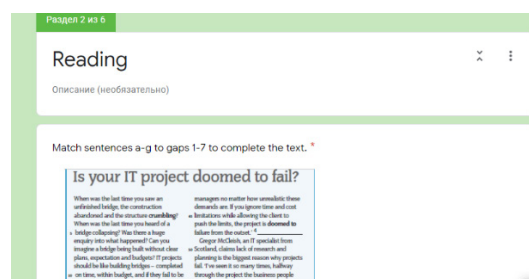 Раздел 2 из 6
Reading
Описание (необязательно)
Match sentences a-g to gaps 1-7 to complete the text. *
Is your IT project doomed to fail?
When was the last time you saw an
unfinished bridge, the construction
abandoned and the structure crumbling?
When was the last time you heard of a
bridge collapsing? Was there a huge
enquiry into what happened? Can you
imagine a bridge being built without clear
plans, expectation and budgets? IT projects
should be like building bridges – completed
on time, within budget, and if they fail to be
managers no matter how unrealistic these
demands are. If you ignore time and cost
limitations while allowing the client to
push the limits, the project is doomed to
failure from the outset.
Gregor McCleish, an IT specialist from
Scotland, claims lack of research and
planning is the biggest reason why projects
fail. 'I've seen it so many times, halfway
through the project the business people